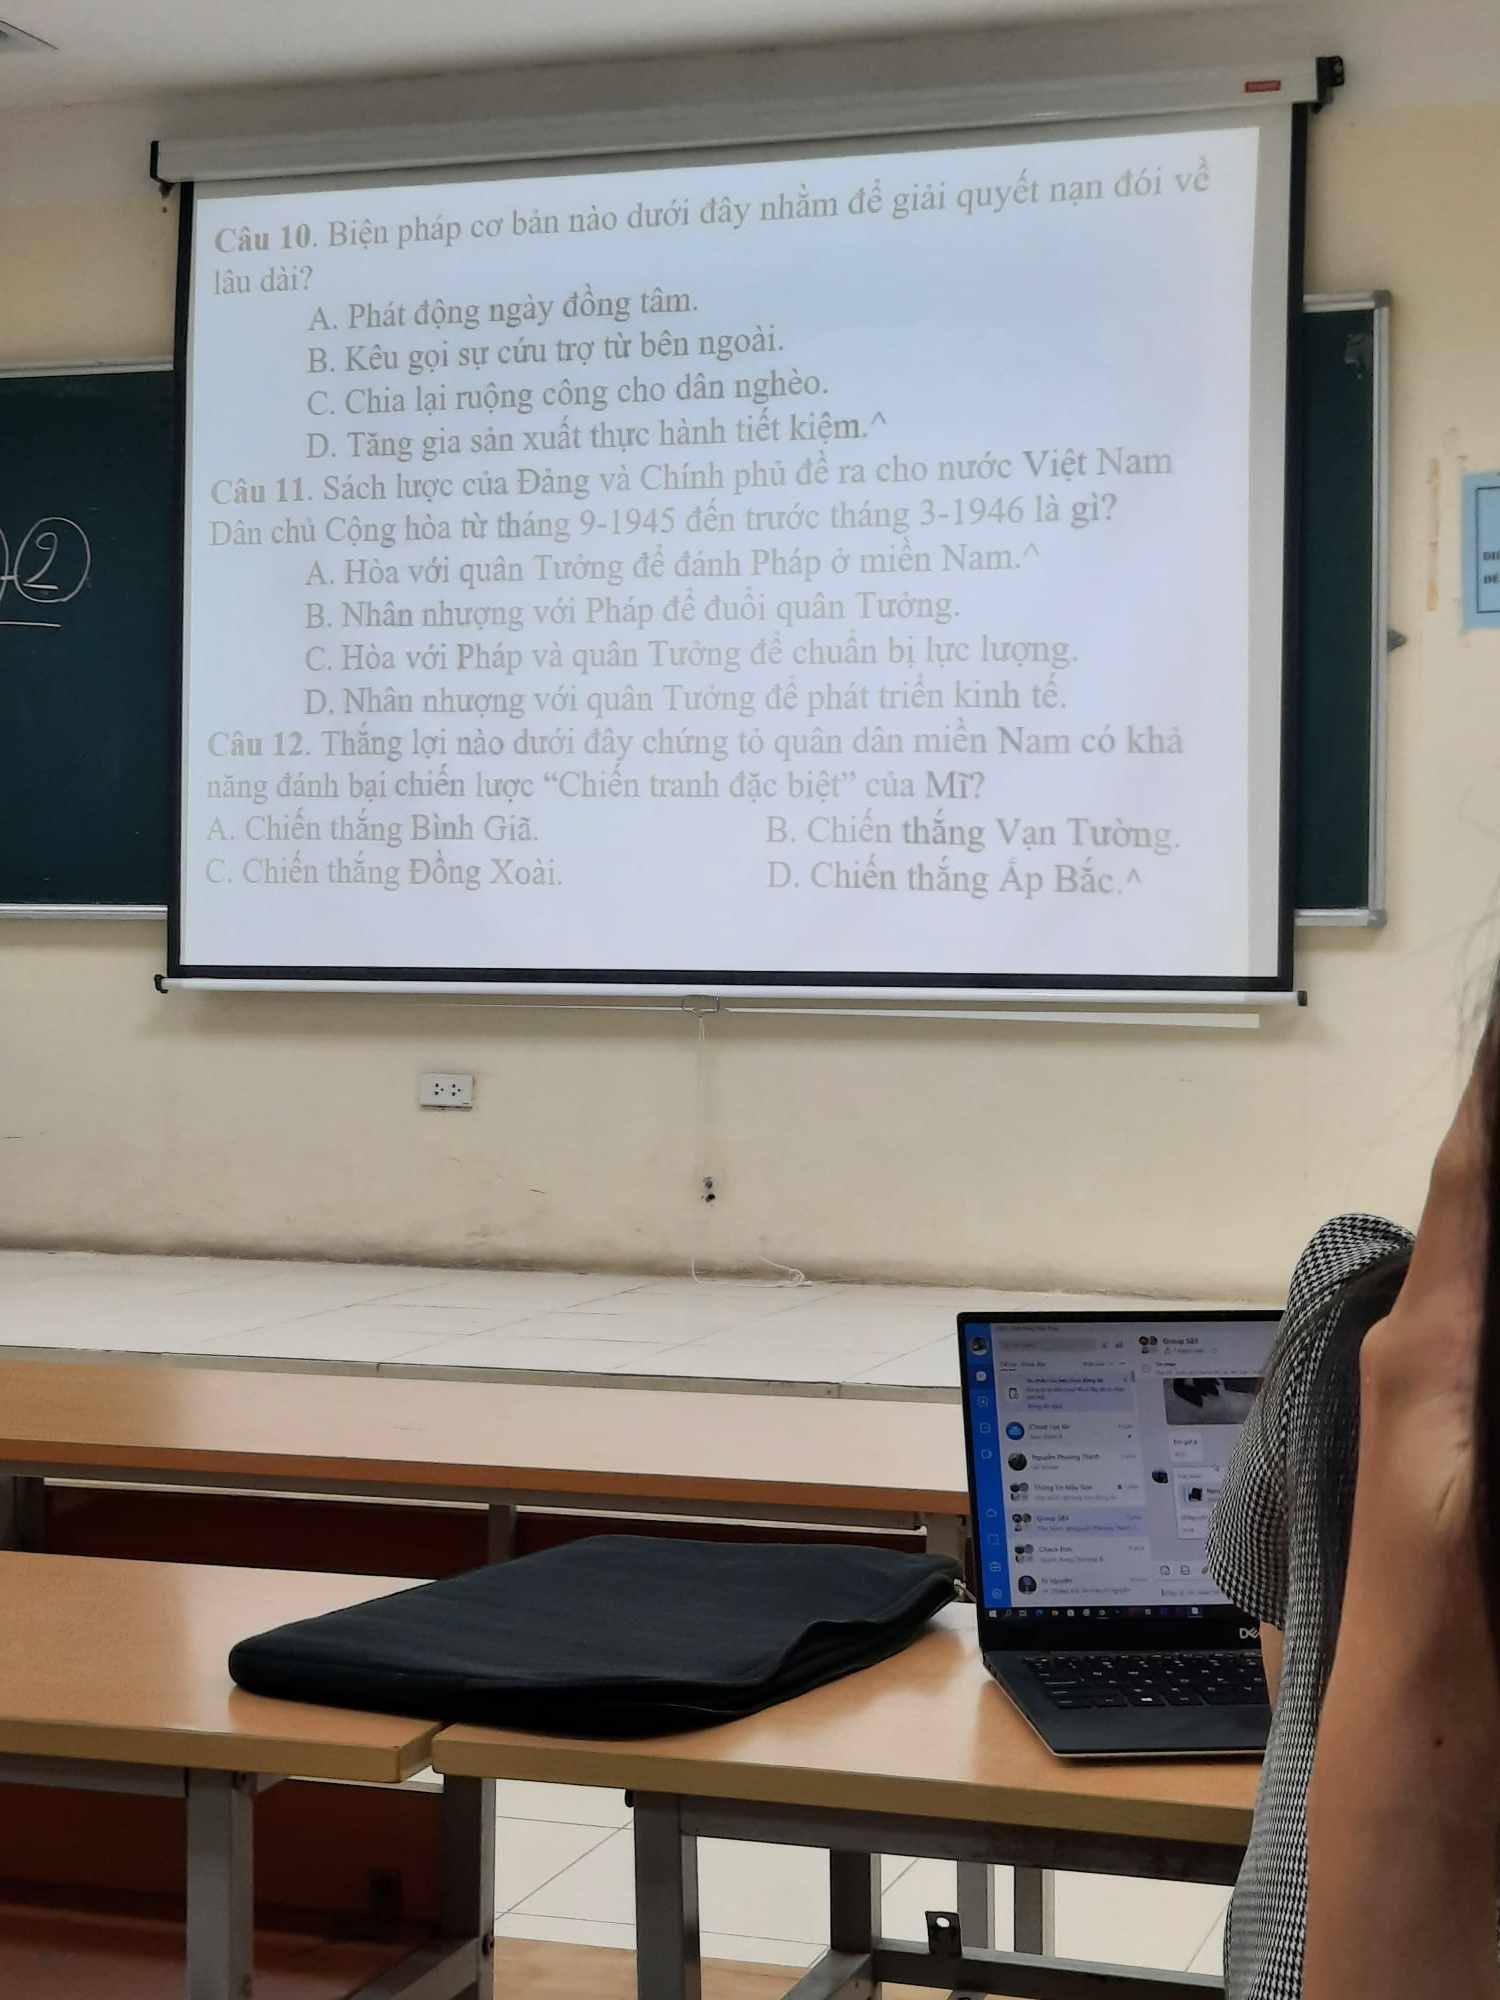 Câu 10. Biện pháp cơ bản nào dưới đây nhằm để giải quyết nạn đói về
lâu dài?
A. Phát động ngày đồng tâm.
B. Kêu gọi sự cứu trợ từ bên ngoài.
C. Chia lại ruộng công cho dân nghèo.
D. Tăng gia sản xuất thực hành tiết kiệm.^
Câu 11. Sách lược của Đảng và Chính phủ đề ra cho nước Việt Nam
Dân chủ Cộng hòa từ tháng 9-1945 đến trước tháng 3-1946 là gì?
A. Hòa với quân Tưởng để đánh Pháp ở miền Nam.^
B. Nhân nhượng với Pháp để đuổi quân Tưởng.
C. Hòa với Pháp và quân Tưởng để chuẩn bị lực lượng.
D. Nhân nhượng với quân Tưởng để phát triển kinh tế.
Câu 12. Thắng lợi nào dưới đây chứng tỏ quân dân miền Nam có khả
năng đánh bại chiến lược “Chiến tranh đặc biệt” của Mĩ?
A. Chiến thắng Bình Giã. B. Chiến thắng Vạn Tường.
C. Chiến thắng Đồng Xoài. D. Chiến thắng Ấp Bắc.^
2
Group SB3
Nguyễn Phương Thanh
Group SB3